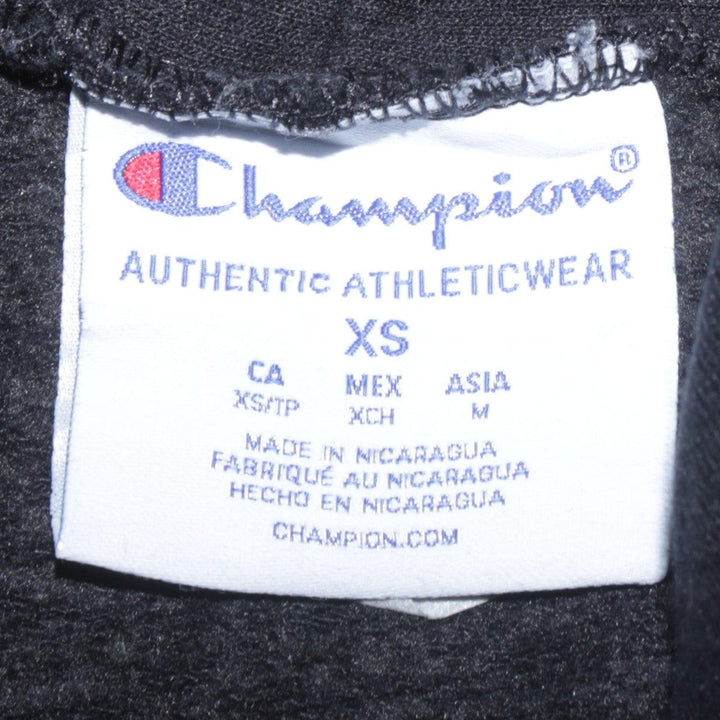 Champion®
AUTHENTIC ATHLETICWEAR
XS
CA MEX ASIA
XS/TP XCH M
MADE IN NICARAGUA
FABRIQUÉ AU NICARAGUA
HECHO EN NICARAGUA
CHAMPION.COM